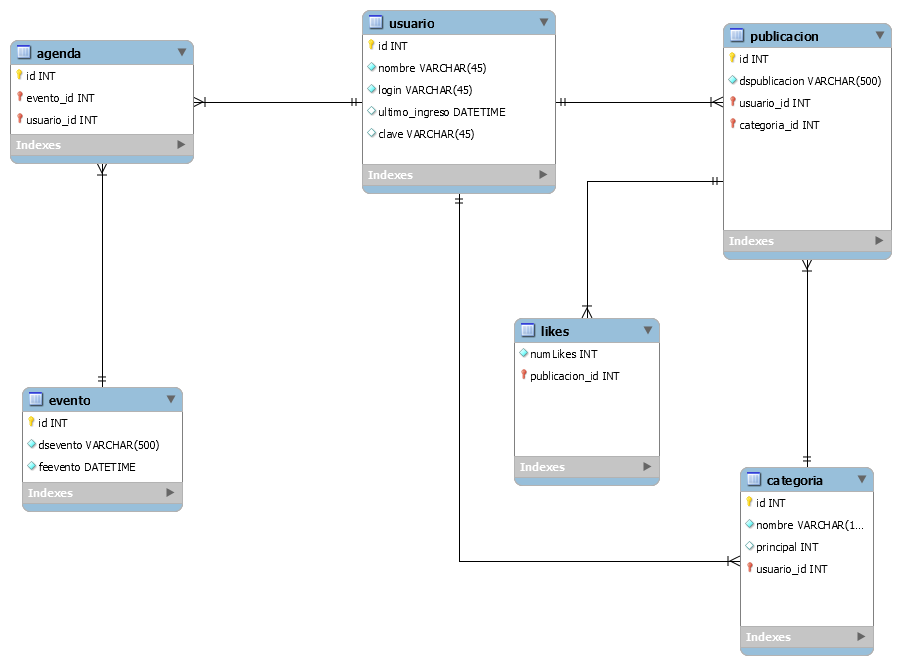 agenda
id INT
evento_id INT
usuario_id INT
Indexes
usuario
id INT
nombre VARCHAR(45)
login VARCHAR(45)
ultimo_ingreso DATETIME
clave VARCHAR(45)
Indexes
publicacion
id INT
dspublicacion VARCHAR(500)
usuario_id INT
categoria_id INT
Indexes
likes
numLikes INT
publicacion_id INT
Indexes
evento
id INT
dsevento VARCHAR(500)
feevento DATETIME
Indexes
categoria
id INT
nombre VARCHAR(1...
principal INT
usuario_id INT
Indexes